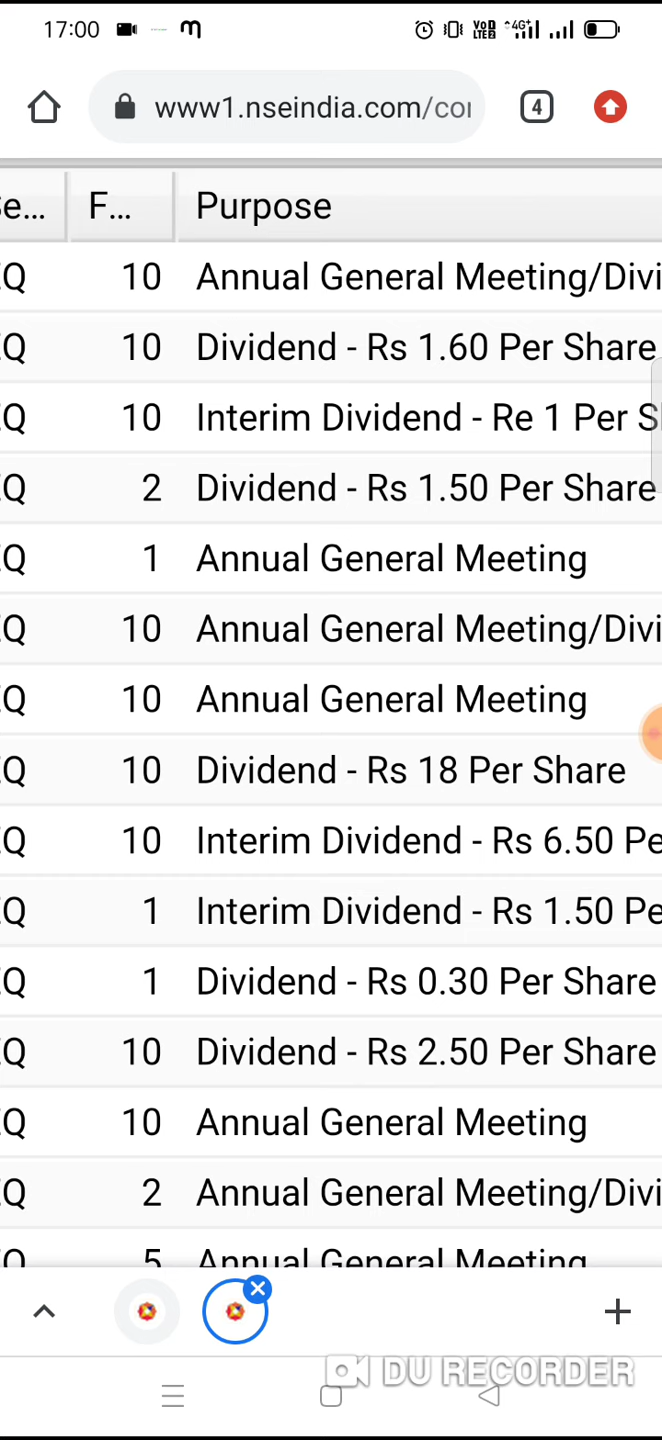 17:00 VoD LTE2 4G+
www1.nseindia.com/co 4
e... F... Purpose
Q 10 Annual General Meeting/Divi
Q 10 Dividend - Rs 1.60 Per Share
Q 10 Interim Dividend - Re 1 Per S
Q 2 Dividend - Rs 1.50 Per Share
Q 1 Annual General Meeting
Q 10 Annual General Meeting/Divi
Q 10 Annual General Meeting
Q 10 Dividend - Rs 18 Per Share
Q 10 Interim Dividend - Rs 6.50 Pe
Q 1 Interim Dividend - Rs 1.50 Pe
Q 1 Dividend - Rs 0.30 Per Share
Q 10 Dividend - Rs 2.50 Per Share
Q 10 Annual General Meeting
Q 2 Annual General Meeting/Divi
Q 5 Annual General Meeting
DU RECORDER